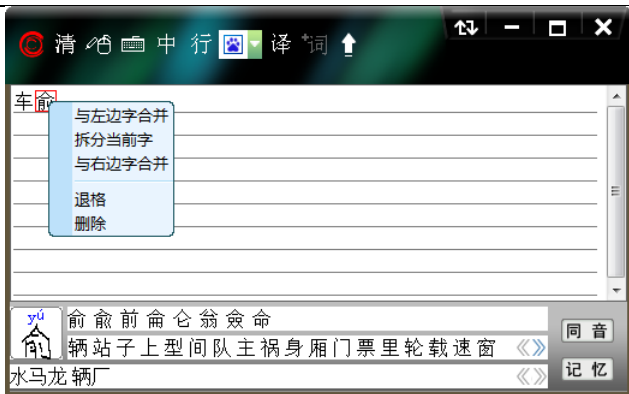 清 中 行 译 词
车俞
与左边字合并
拆分当前字
与右边字合并
退格
删除
yú
俞 俞 前 龠 仑 翁 佥 命
辆 站 子 上 型 间 队 主 祸 身 厢 门 票 里 轮 载 速 窗
同 音
水马龙 辆厂
记 忆